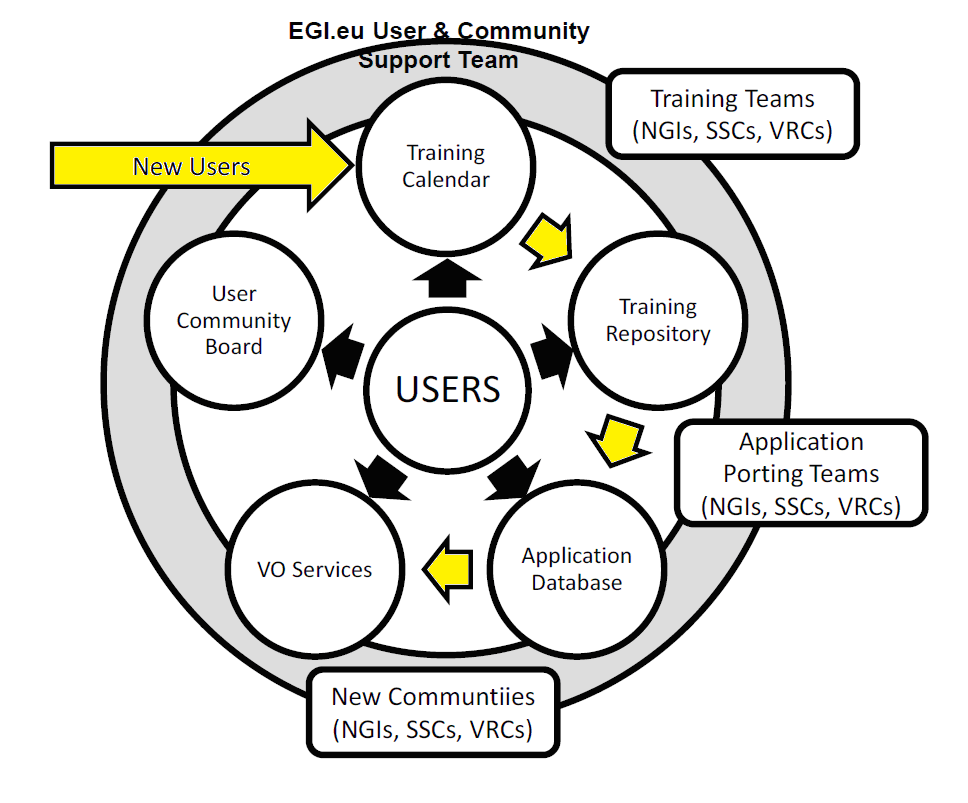 EGI.eu User & Community
Support Team
Training Teams
(NGIs, SSCs, VRCs)
New Users
Training
Calendar
User
Community
Board
Training
Repository
USERS
Application
Porting Teams
(NGIs, SSCs, VRCs)
VO Services
Application
Database
New Communtiies
(NGIs, SSCs, VRCs)